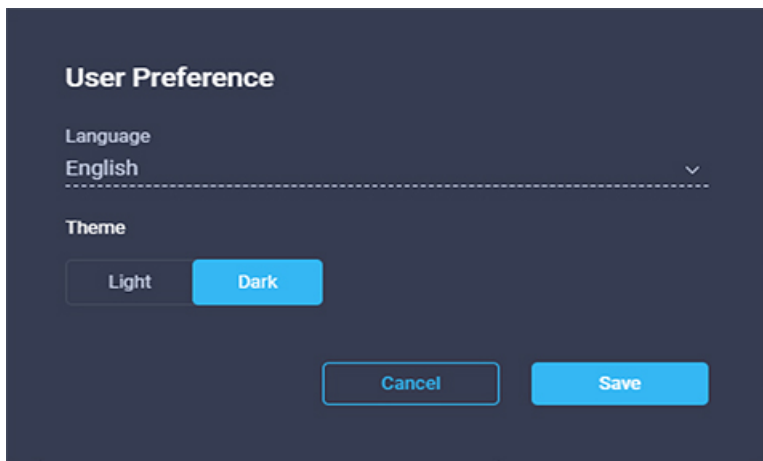 User Preference
Language
English
Theme
Light Dark
Cancel Save